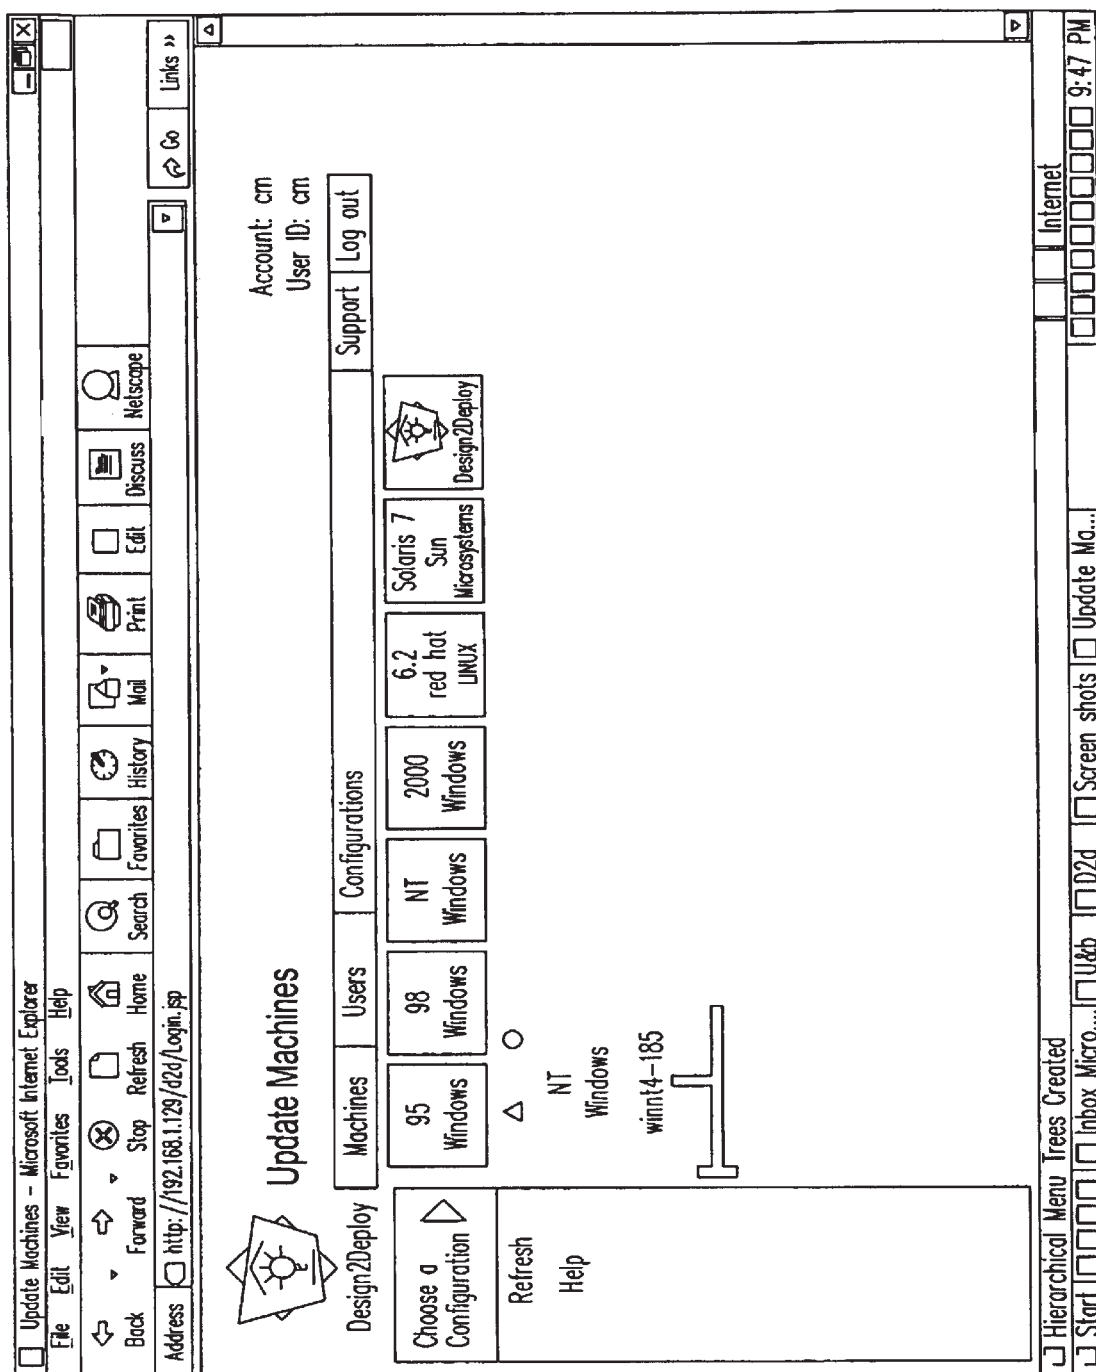 Update Machines - Microsoft Internet Explorer
File Edit View Favorites Tools Help
Back Forward Stop Refresh Home Search Favorites History Mail Print Edit Discuss Netscape
Address http://192.168.1.129/d2d/Login.jsp Go Links »
Design2Deploy
Update Machines
Account: cm
User ID: cm
Machines Users Configurations Support Log out
Choose a
Configuration
Refresh
Help
95
Windows
98
Windows
NT
Windows
2000
Windows
6.2
red hat
LINUX
Solaris 7
Sun
Microsystems
Design2Deploy
NT
Windows
winnt4-185
Hierarchical Menu Trees Created Internet
Start Inbox Micro... U&b D2d Screen shots Update Ma... 9:47 PM